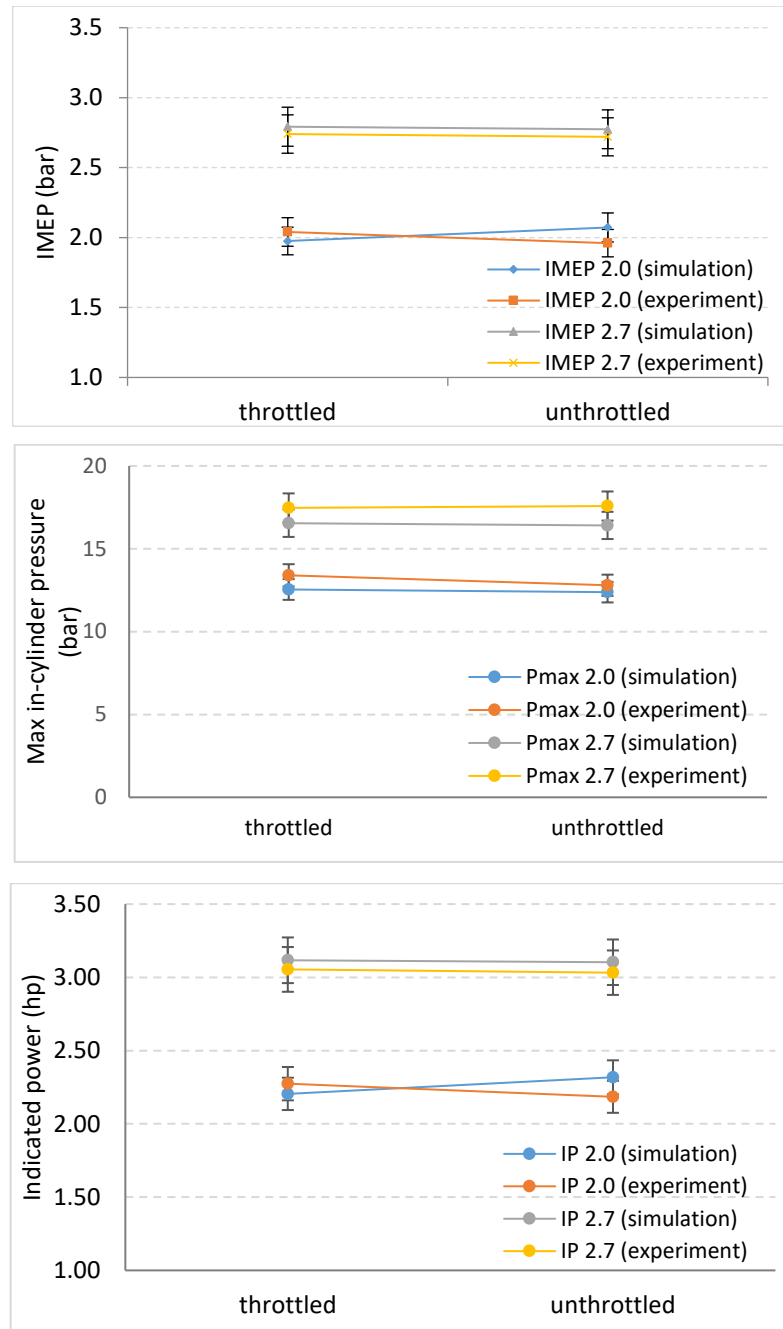 3.5
3.0
2.5
2.0
1.5
1.0
IMEP (bar)
IMEP 2.0 (simulation)
IMEP 2.0 (experiment)
IMEP 2.7 (simulation)
IMEP 2.7 (experiment)
throttled unthrottled
20
15
10
5
0
Max in-cylinder pressure
(bar)
Pmax 2.0 (simulation)
Pmax 2.0 (experiment)
Pmax 2.7 (simulation)
Pmax 2.7 (experiment)
throttled unthrottled
3.50
3.00
2.50
2.00
1.50
1.00
Indicated power (hp)
IP 2.0 (simulation)
IP 2.0 (experiment)
IP 2.7 (simulation)
IP 2.7 (experiment)
throttled unthrottled